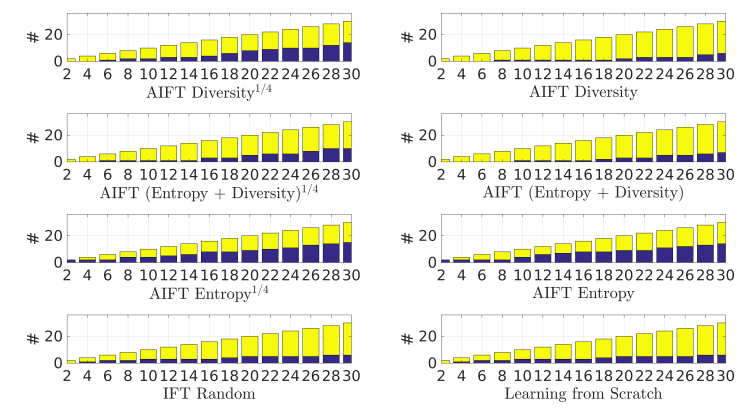 #
20
0
2 4 6 8 10 12 14 16 18 20 22 24 26 28 30
AIFT Diversity^1/4
#
20
0
2 4 6 8 10 12 14 16 18 20 22 24 26 28 30
AIFT Diversity
#
20
0
2 4 6 8 10 12 14 16 18 20 22 24 26 28 30
AIFT (Entropy + Diversity)^1/4
#
20
0
2 4 6 8 10 12 14 16 18 20 22 24 26 28 30
AIFT (Entropy + Diversity)
#
20
0
2 4 6 8 10 12 14 16 18 20 22 24 26 28 30
AIFT Entropy^1/4
#
20
0
2 4 6 8 10 12 14 16 18 20 22 24 26 28 30
AIFT Entropy
#
20
0
2 4 6 8 10 12 14 16 18 20 22 24 26 28 30
IFT Random
#
20
0
2 4 6 8 10 12 14 16 18 20 22 24 26 28 30
Learning from Scratch